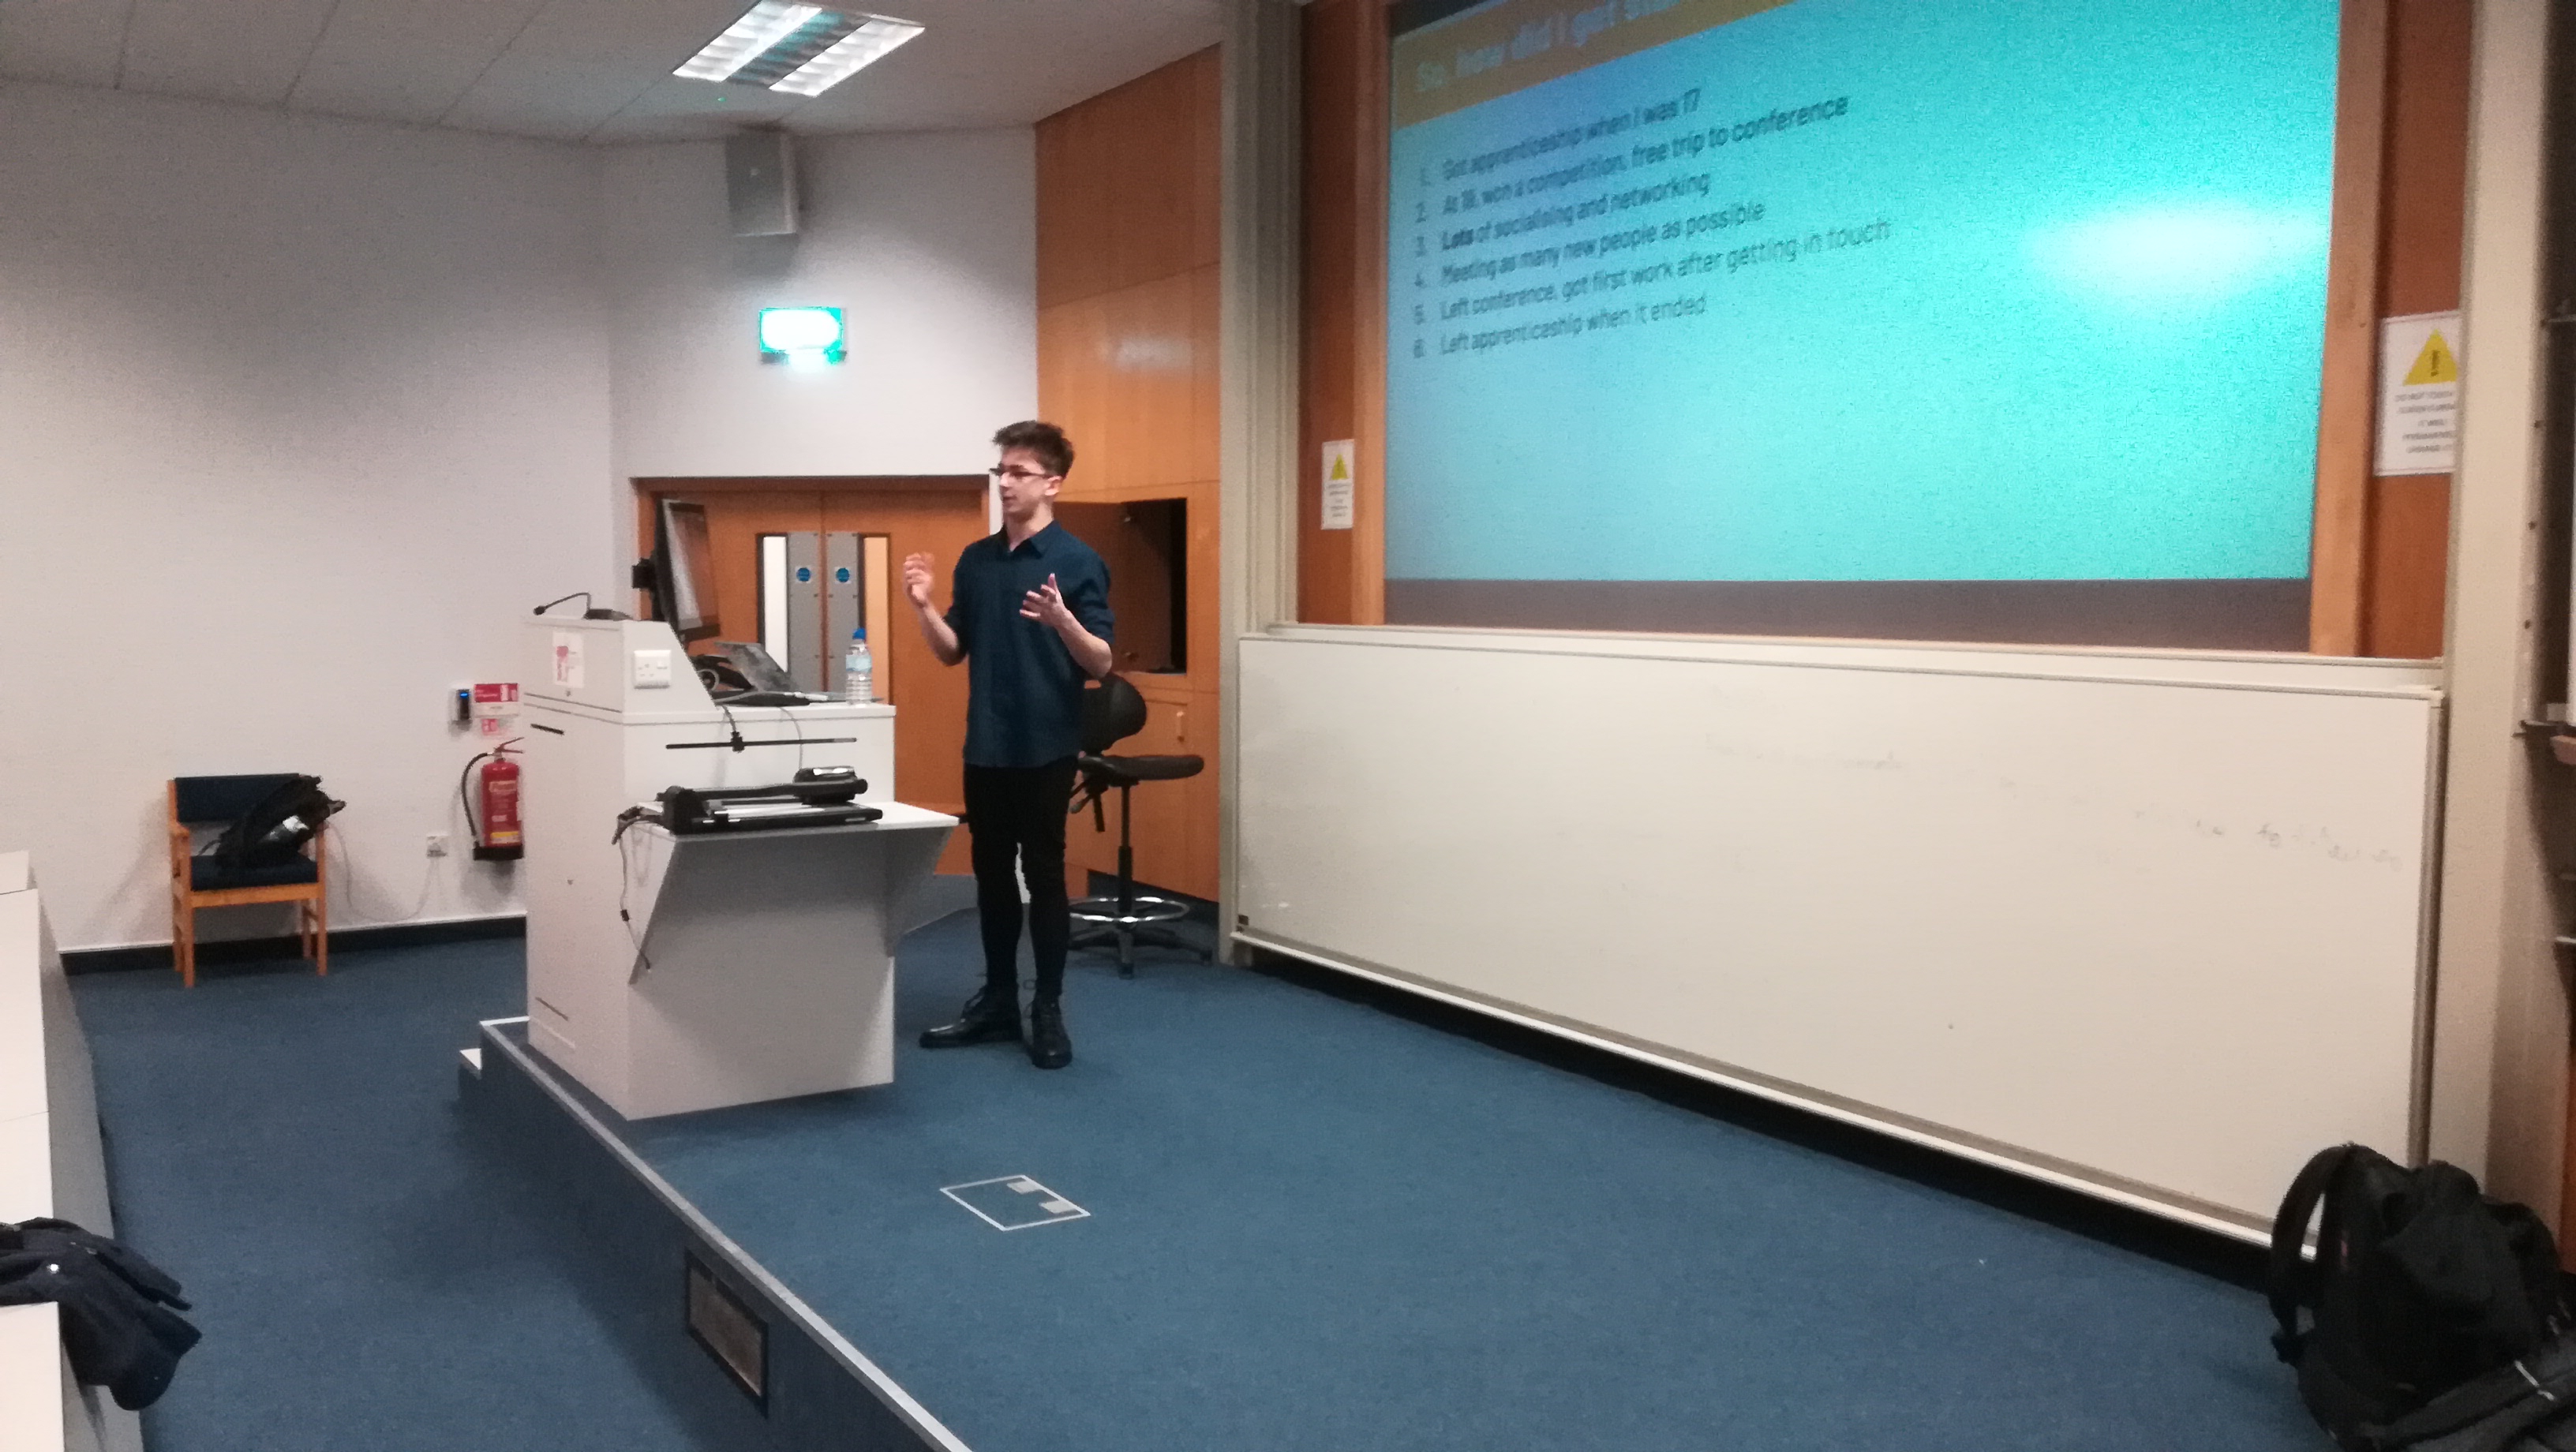 So, how did I get
1. Got apprenticeship when I was 17
2. At 18, won a competition, free trip to conference
3. Lots of socialising and networking
4. Meeting as many new people as possible
5. Left conference, got first work after getting in touch
6. Left apprenticeship when it ended